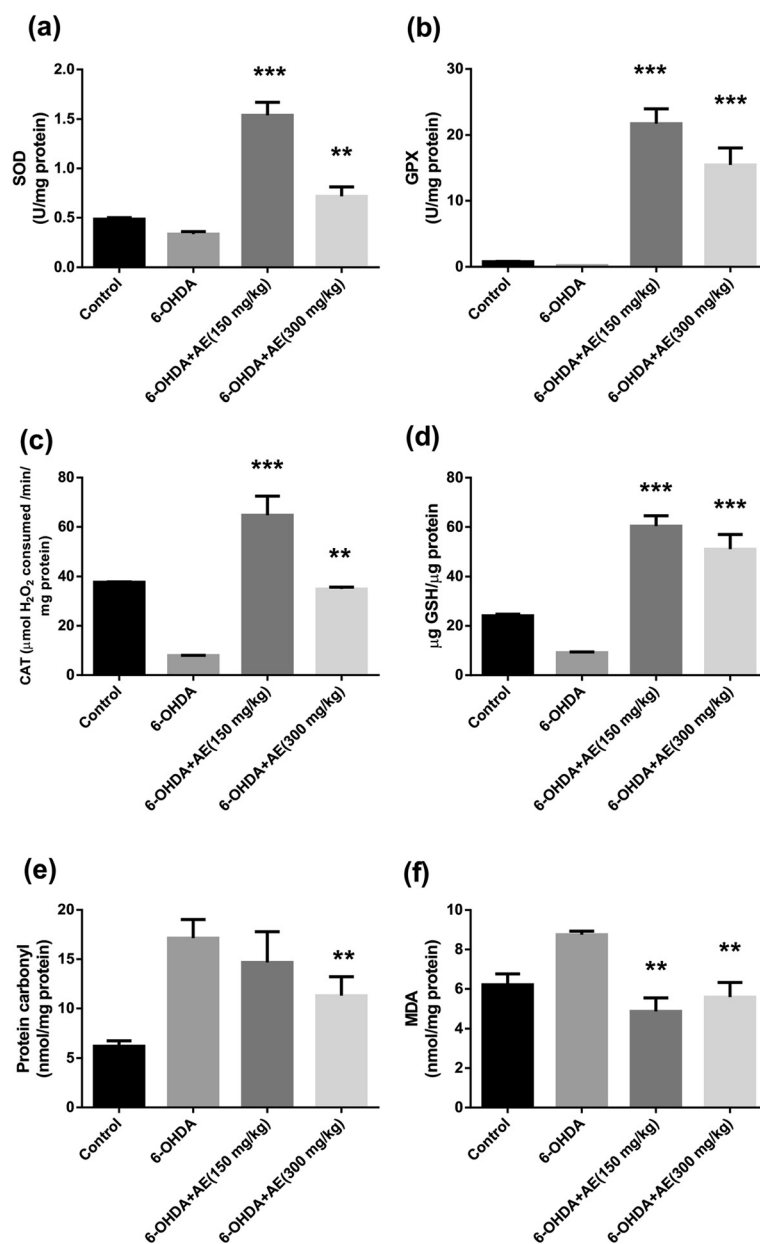 (a)
SOD
(U/mg protein)
2.0
1.5
1.0
0.5
0.0
***
**
Control
6-OHDA
6-OHDA+AE(150 mg/kg)
6-OHDA+AE(300 mg/kg)
(b)
GPX
(U/mg protein)
30
20
10
0
***
***
Control
6-OHDA
6-OHDA+AE(150 mg/kg)
6-OHDA+AE(300 mg/kg)
(c)
CAT (μmol H₂O₂ consumed /min/
mg protein)
80
60
40
20
0
***
**
Control
6-OHDA
6-OHDA+AE(150 mg/kg)
6-OHDA+AE(300 mg/kg)
(d)
μg GSH/μg protein
80
60
40
20
0
***
***
Control
6-OHDA
6-OHDA+AE(150 mg/kg)
6-OHDA+AE(300 mg/kg)
(e)
Protein carbonyl
(nmol/mg protein)
20
15
10
5
0
**
Control
6-OHDA
6-OHDA+AE(150 mg/kg)
6-OHDA+AE(300 mg/kg)
(f)
MDA
(nmol/mg protein)
10
8
6
4
2
0
**
**
Control
6-OHDA
6-OHDA+AE(150 mg/kg)
6-OHDA+AE(300 mg/kg)